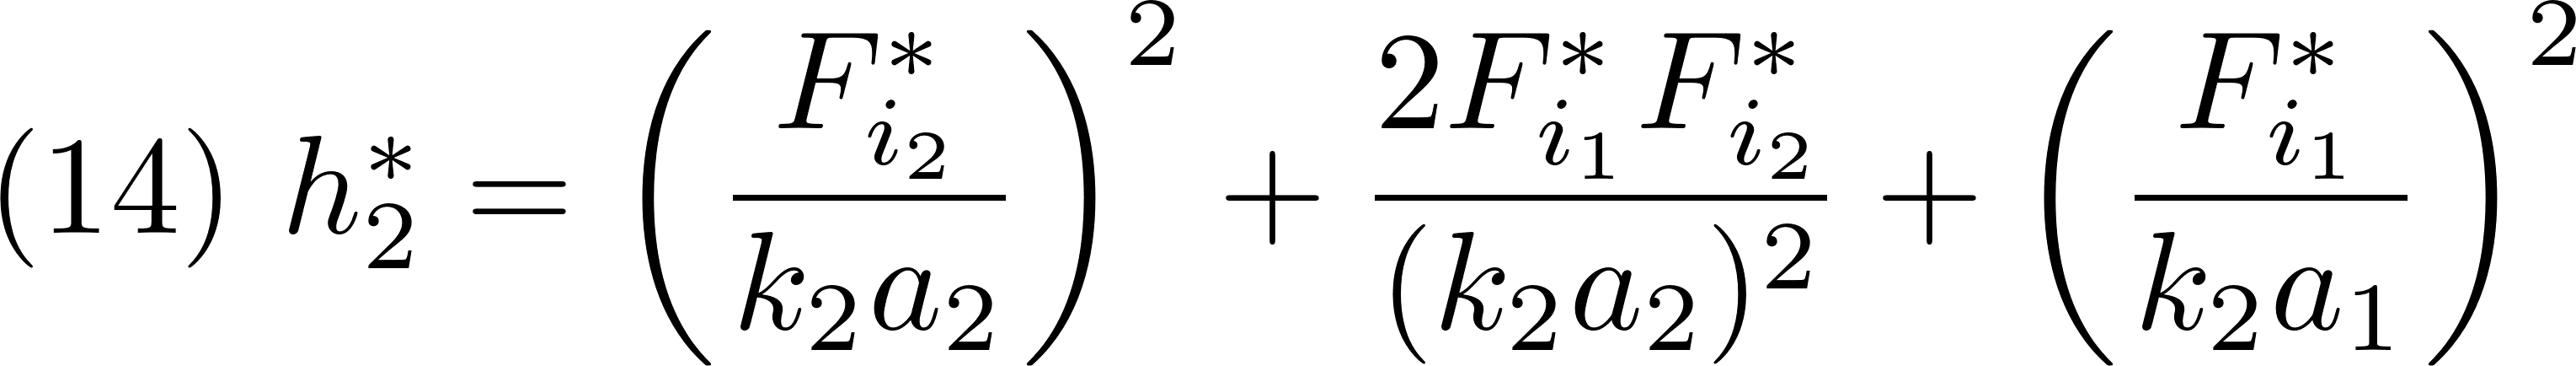 (14) $h_2^* = \left(\frac{F_{i_2}^*}{k_2 a_2}\right)^2 + \frac{2F_{i_1}^* F_{i_2}^*}{(k_2 a_2)^2} + \left(\frac{F_{i_1}^*}{k_2 a_1}\right)^2$